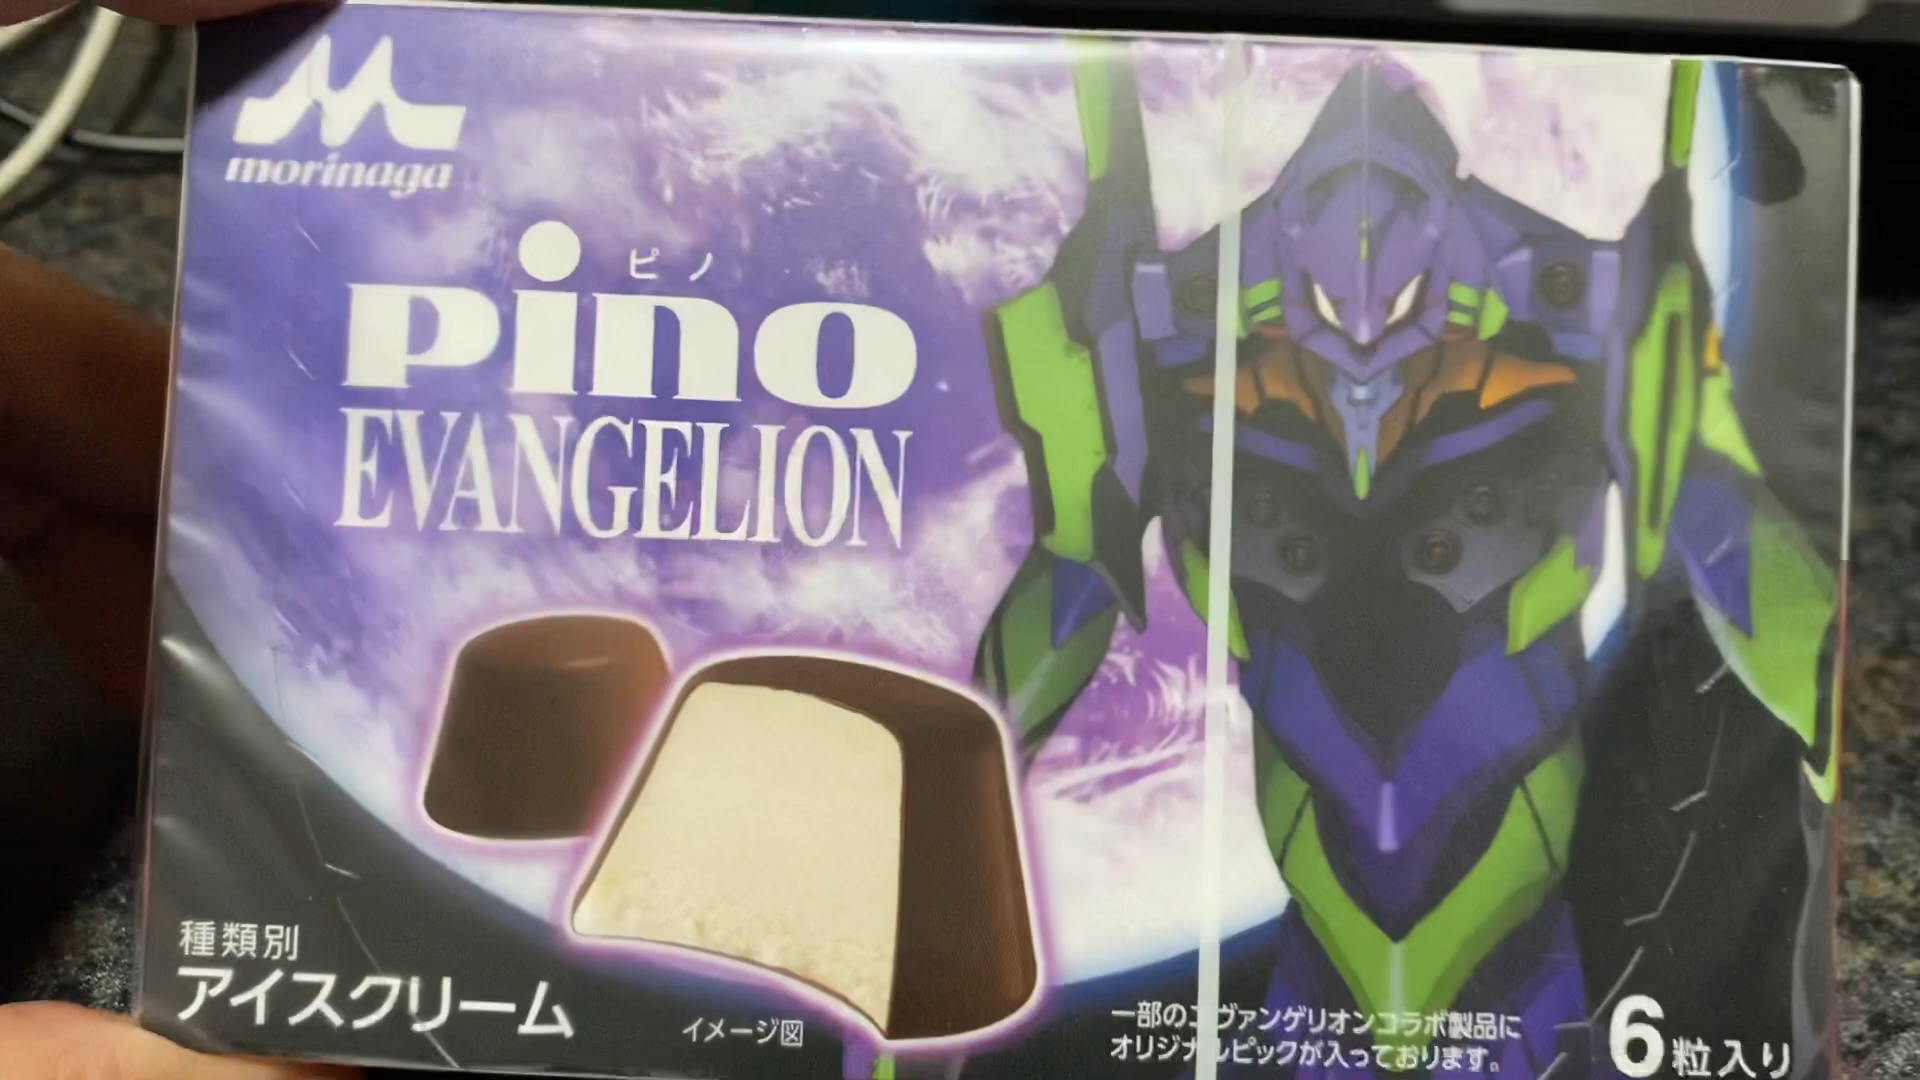 morinaga
ピノ
pino
EVANGELION
種類別
アイスクリーム
イメージ図
一部のエヴァンゲリオンコラボ製品に
オリジナルピックが入っております。
6粒入り